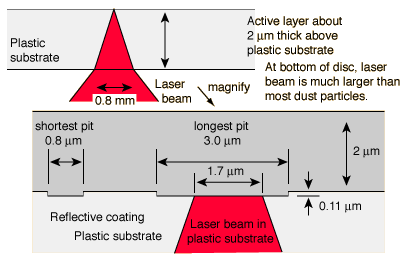 Plastic
substrate
Active layer about
2 μm thick above
plastic substrate
Laser
beam
0.8 mm
magnify
At bottom of disc, laser
beam is much larger than
most dust particles.
shortest pit
0.8 μm
longest pit
3.0 μm
1.7 μm
2 μm
0.11 μm
Reflective coating
Plastic substrate
Laser beam in
plastic substrate